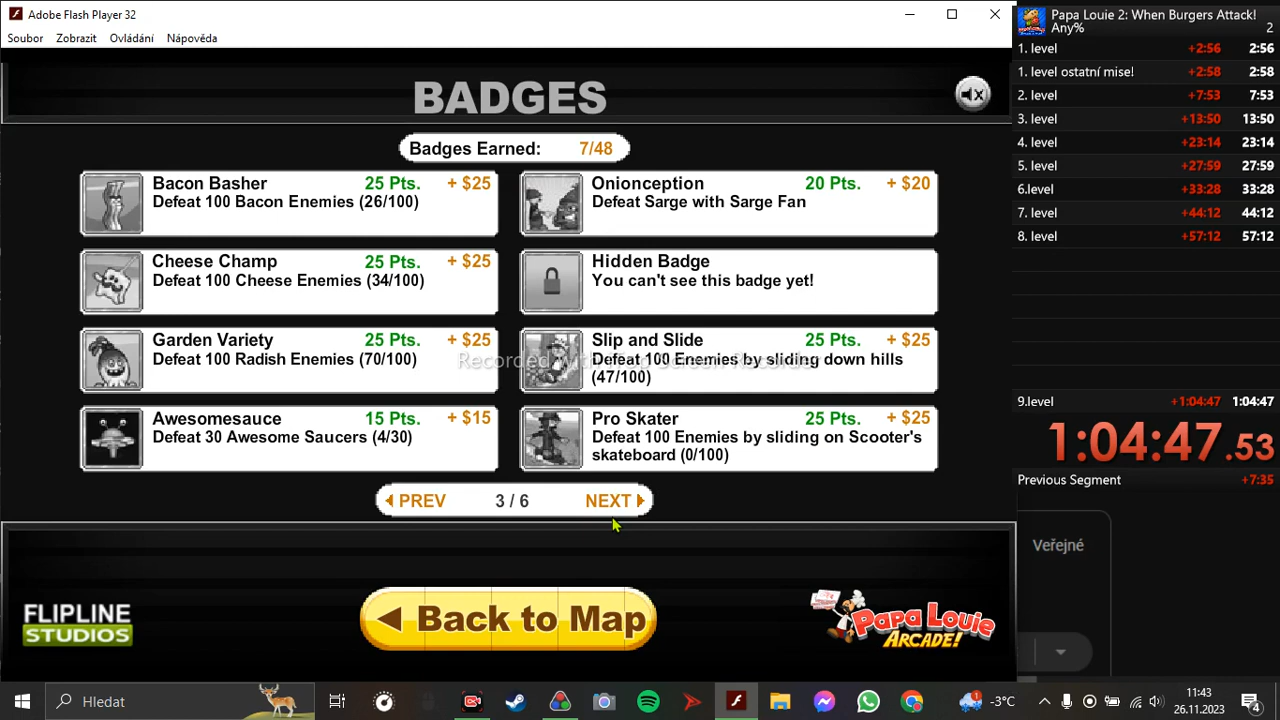 Adobe Flash Player 32
Soubor Zobrazit Ovládání Nápověda
BADGES
Badges Earned: 7/48
Bacon Basher 25 Pts. + $25
Defeat 100 Bacon Enemies (26/100)
Cheese Champ 25 Pts. + $25
Defeat 100 Cheese Enemies (34/100)
Garden Variety 25 Pts. + $25
Defeat 100 Radish Enemies (70/100)
Awesomesauce 15 Pts. + $15
Defeat 30 Awesome Saucers (4/30)
Onionception 20 Pts. + $20
Defeat Sarge with Sarge Fan
Hidden Badge
You can't see this badge yet!
Slip and Slide 25 Pts. + $25
Defeat 100 Enemies by sliding down hills
(47/100)
Pro Skater 25 Pts. + $25
Defeat 100 Enemies by sliding on Scooter's
skateboard (0/100)
PREV 3 / 6 NEXT
Back to Map
FLIPLINE
STUDIOS
Papa Louie
ARCADE!
Papa Louie 2: When Burgers Attack!
Any% 2
1. level +2:56 2:56
1. level ostatní mise! +2:58 2:58
2. level +7:53 7:53
3. level +13:50 13:50
4. level +23:14 23:14
5. level +27:59 27:59
6.level +33:28 33:28
7. level +44:12 44:12
8. level +57:12 57:12
9.level +1:04:47 1:04:47
1:04:47.53
Previous Segment +7:35
Veřejné
Hledat
-3°C
11:43
26.11.2023
4